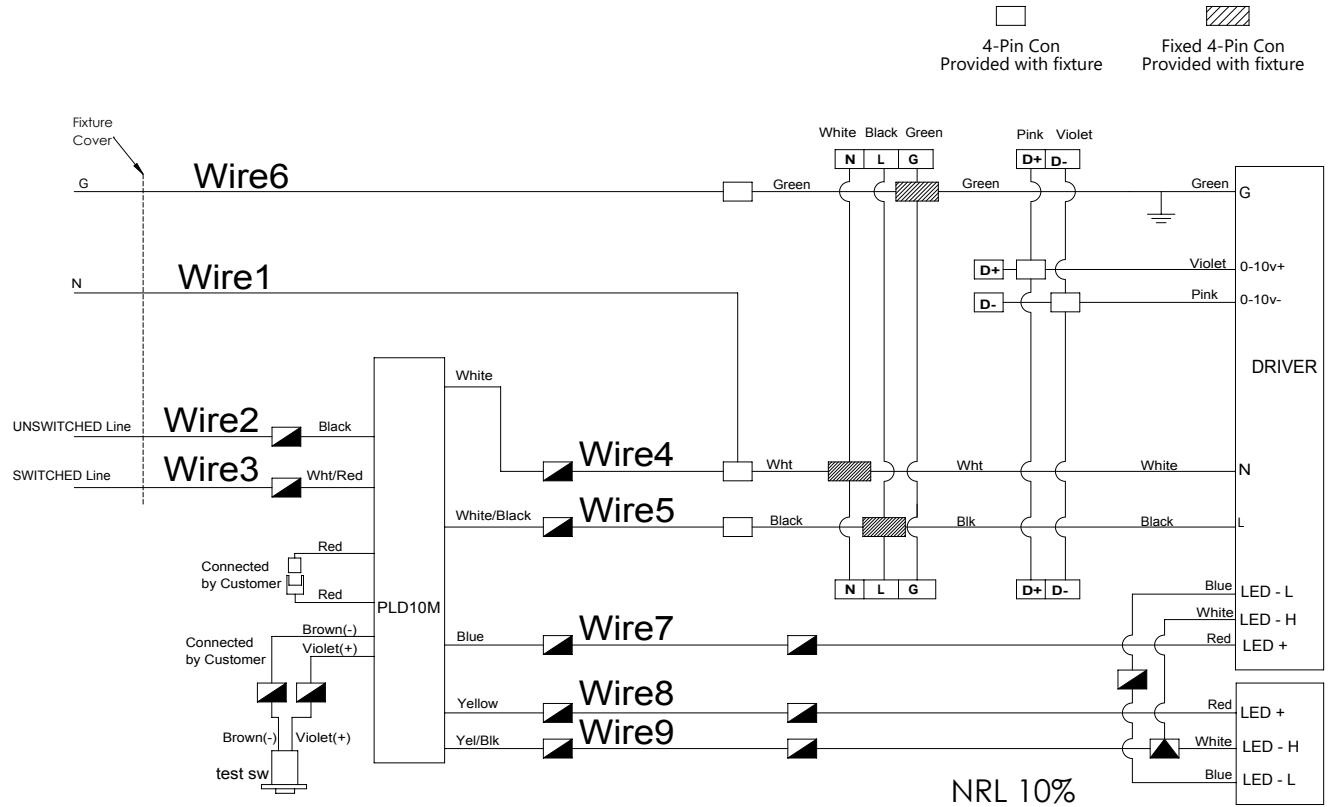 4-Pin Con
Provided with fixture
Fixed 4-Pin Con
Provided with fixture
Fixture
Cover
White Black Green
Pink Violet
N L G
D+ D-
G
Wire6
Green
Green
Green
G
N
Wire1
D+
Violet
0-10v+
D-
Pink
0-10v-
DRIVER
White
UNSWITCHED Line
Wire2
Black
Wire4
Wht
Wht
White
N
SWITCHED Line
Wire3
Wht/Red
White/Black
Wire5
Black
Blk
Black
L
Red
Connected
by Customer
Red
N L G
D+ D-
PLD10M
Blue
LED - L
White
LED - H
Brown(-)
Connected
by Customer
Violet(+)
Blue
Wire7
Red
LED +
Yellow
Wire8
Red
LED +
Brown(-)
Violet(+)
Yel/Blk
Wire9
White
LED - H
test sw
Blue
LED - L
NRL 10%